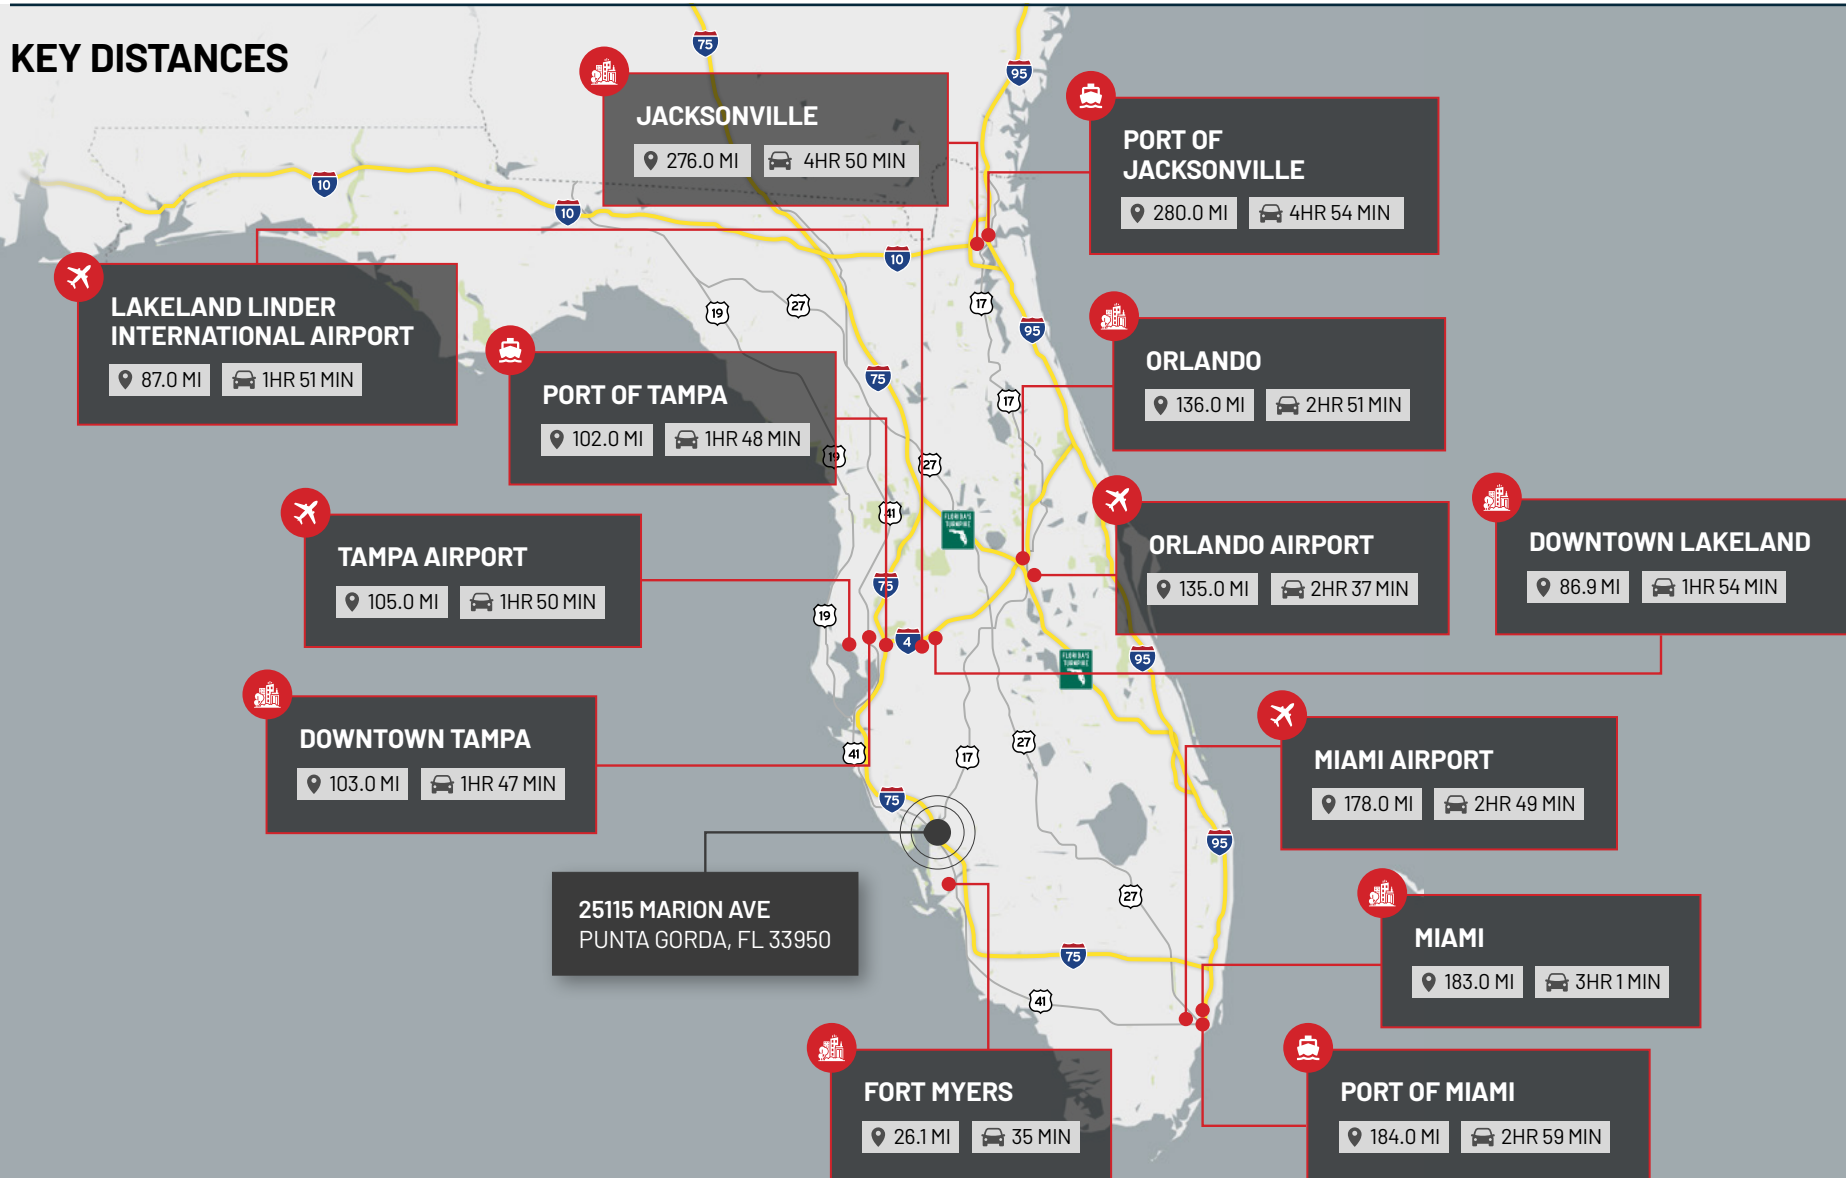 KEY DISTANCES
JACKSONVILLE
276.0 MI
4HR 50 MIN
PORT OF
JACKSONVILLE
280.0 MI
4HR 54 MIN
LAKELAND LINDER
INTERNATIONAL AIRPORT
87.0 MI
1HR 51 MIN
PORT OF TAMPA
102.0 MI
1HR 48 MIN
ORLANDO
136.0 MI
2HR 51 MIN
TAMPA AIRPORT
105.0 MI
1HR 50 MIN
ORLANDO AIRPORT
135.0 MI
2HR 37 MIN
DOWNTOWN LAKELAND
86.9 MI
1HR 54 MIN
DOWNTOWN TAMPA
103.0 MI
1HR 47 MIN
MIAMI AIRPORT
178.0 MI
2HR 49 MIN
25115 MARION AVE
PUNTA GORDA, FL 33950
MIAMI
183.0 MI
3HR 1 MIN
FORT MYERS
26.1 MI
35 MIN
PORT OF MIAMI
184.0 MI
2HR 59 MIN
75
95
10
10
10
19
27
17
95
75
17
19
27
41
FLORIDA'S
TURNPIKE
75
19
4
FLORIDA'S
TURNPIKE
95
41
17
27
75
95
27
75
41